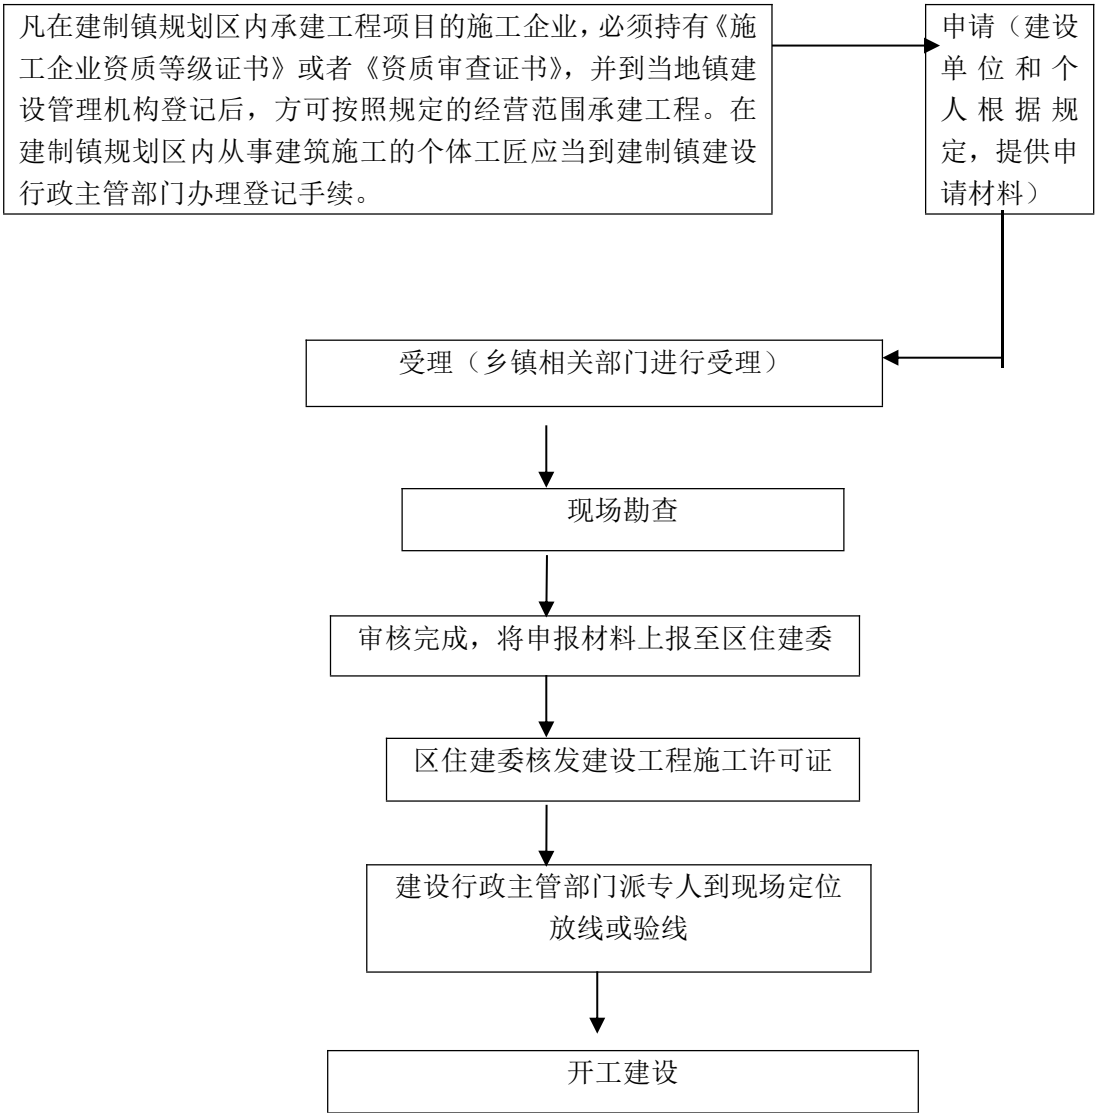 凡在建制镇规划区内承建工程项目的施工企业，必须持有《施
工企业资质等级证书》或者《资质审查证书》，并到当地镇建
设管理机构登记后，方可按照规定的经营范围承建工程。在
建制镇规划区内从事建筑施工的个体工匠应当到建制镇建设
行政主管部门办理登记手续。
申请（建设
单位和个
人根据规
定，提供申
请材料）
受理（乡镇相关部门进行受理）
现场勘查
审核完成，将申报材料上报至区住建委
区住建委核发建设工程施工许可证
建设行政主管部门派专人到现场定位
放线或验线
开工建设